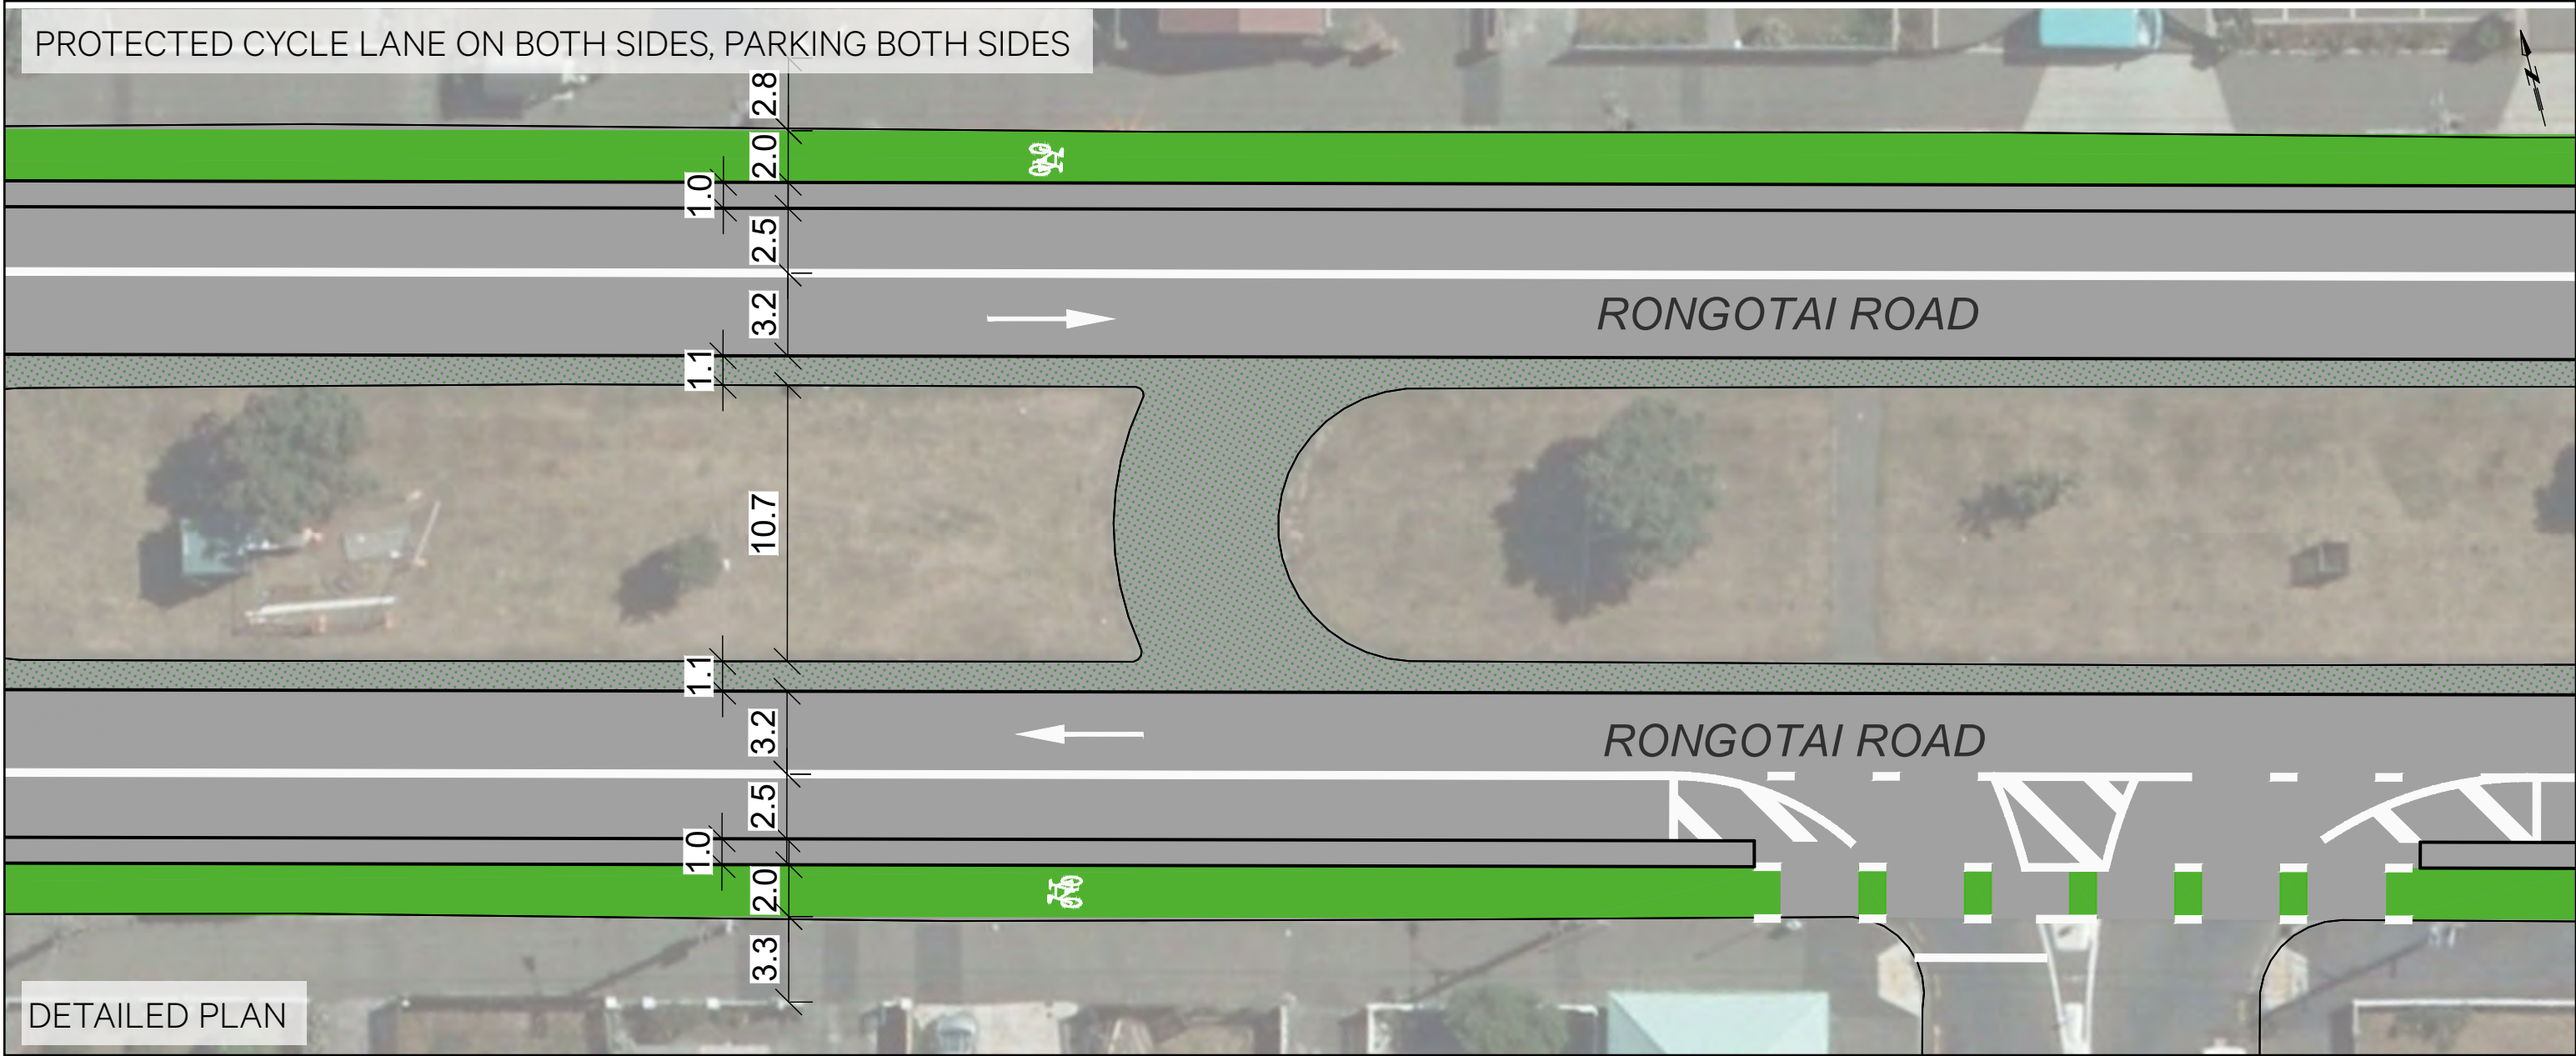 PROTECTED CYCLE LANE ON BOTH SIDES, PARKING BOTH SIDES
N
2.8
2.0
1.0
2.5
3.2
RONGOTAI ROAD
1.1
10.7
1.1
3.2
RONGOTAI ROAD
2.5
1.0
2.0
3.3
DETAILED PLAN